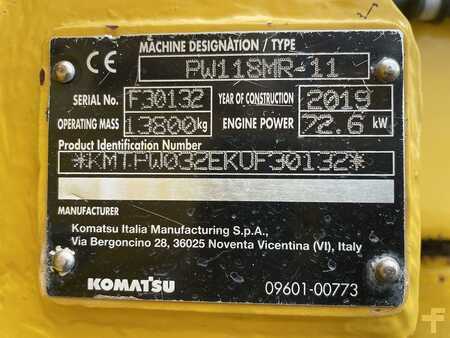 CE MACHINE DESIGNATION / TYPE
PW118MR-11
SERIAL No. F30132 YEAR OF CONSTRUCTION 2019
OPERATING MASS 13800 kg ENGINE POWER 72.6 kW
Product Identification Number
*KMTPW032EKUF30132*
MANUFACTURER
Komatsu Italia Manufacturing S.p.A.,
Via Bergoncino 28, 36025 Noventa Vicentina (VI), Italy
KOMATSU 09601-00773